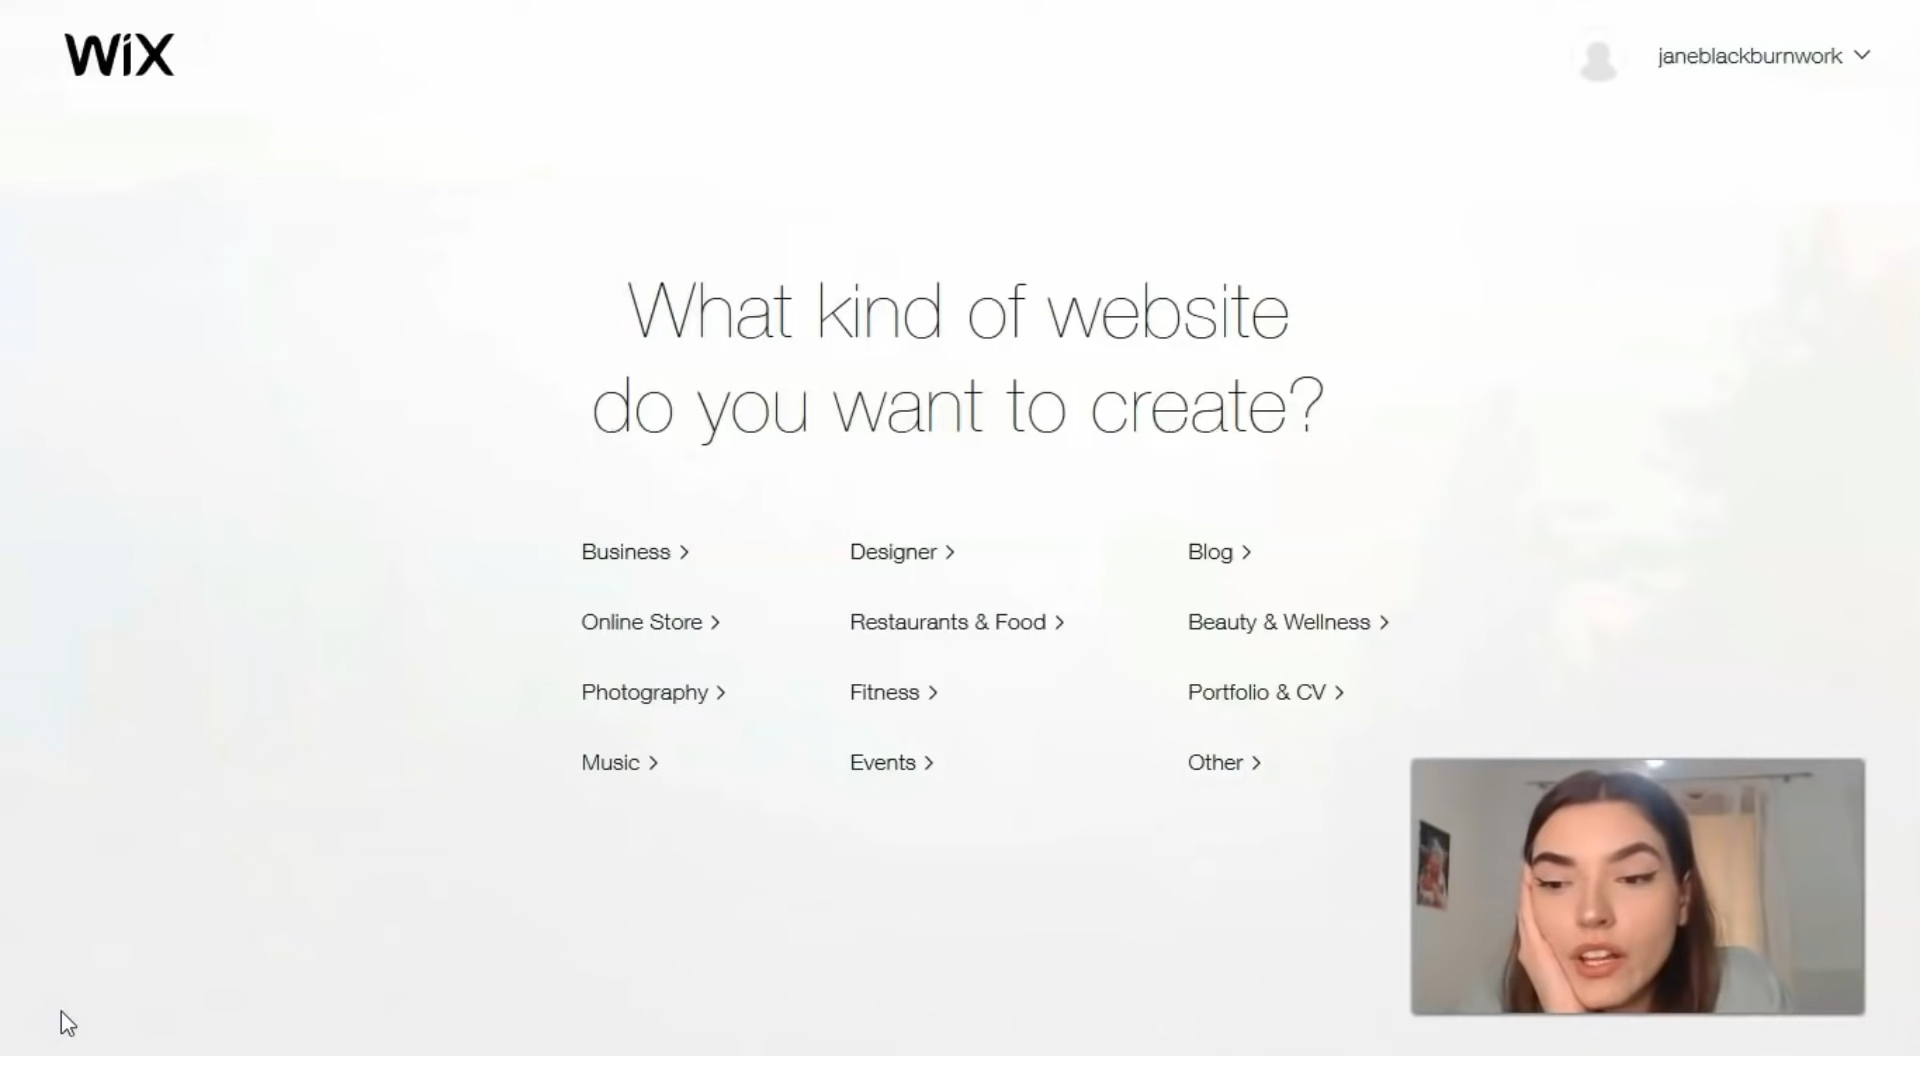 WiX
janeblackburnwork
What kind of website
do you want to create?
Business >
Designer >
Blog >
Online Store >
Restaurants & Food >
Beauty & Wellness >
Photography >
Fitness >
Portfolio & CV >
Music >
Events >
Other >